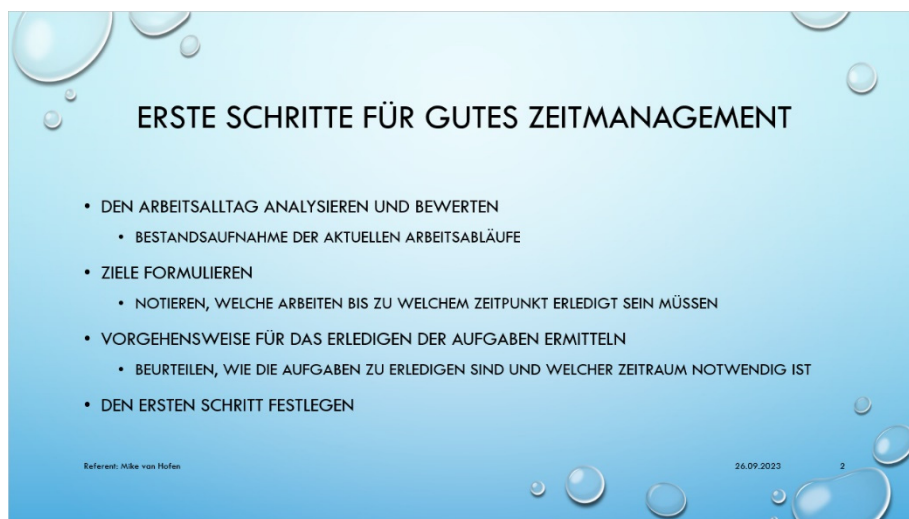 ERSTE SCHRITTE FÜR GUTES ZEITMANAGEMENT
• DEN ARBEITSALLTAG ANALYSIEREN UND BEWERTEN
• BESTANDSAUFNAHME DER AKTUELLEN ARBEITSABLÄUFE
• ZIELE FORMULIEREN
• NOTIEREN, WELCHE ARBEITEN BIS ZU WELCHEM ZEITPUNKT ERLEDIGT SEIN MÜSSEN
• VORGEHENSWEISE FÜR DAS ERLEDIGEN DER AUFGABEN ERMITTELN
• BEURTEILEN, WIE DIE AUFGABEN ZU ERLEDIGEN SIND UND WELCHER ZEITRAUM NOTWENDIG IST
• DEN ERSTEN SCHRITT FESTLEGEN
Referent: Mike van Hofen 26.09.2023 2